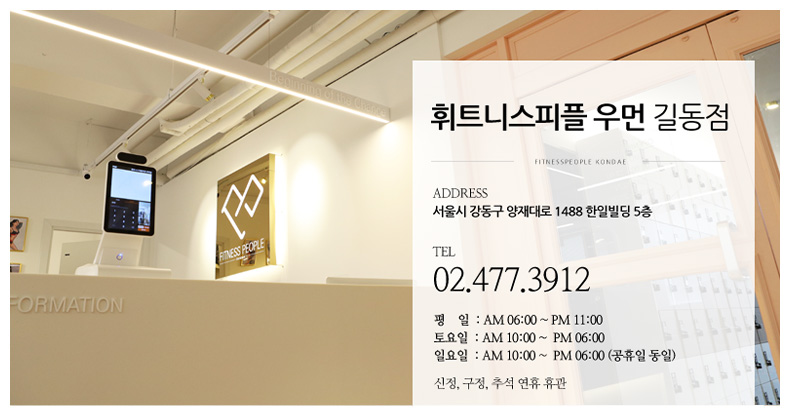 휘트니스피플 우먼 길동점
FITNESSPEOPLE KONDAE
ADDRESS
서울시 강동구 양재대로 1488 한일빌딩 5층
TEL
02.477.3912
평 일 : AM 06:00 ~ PM 11:00
토요일 : AM 10:00 ~ PM 06:00
일요일 : AM 10:00 ~ PM 06:00 (공휴일 동일)
신정, 구정, 추석 연휴 휴관
FITNESS PEOPLE
FORMATION